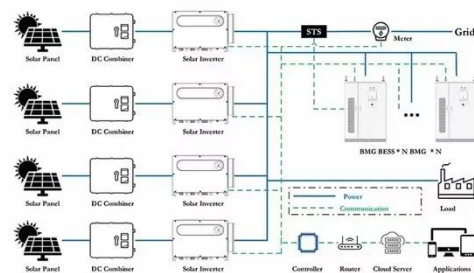 STS
Meter
Grid
Solar Panel
DC Combiner
Solar Inverter
Solar Panel
DC Combiner
Solar Inverter
BMG BESS * N BMG * N
Solar Panel
DC Combiner
Solar Inverter
Power
Communication
Load
Solar Panel
DC Combiner
Solar Inverter
Controller
Router
Cloud Server
Applications